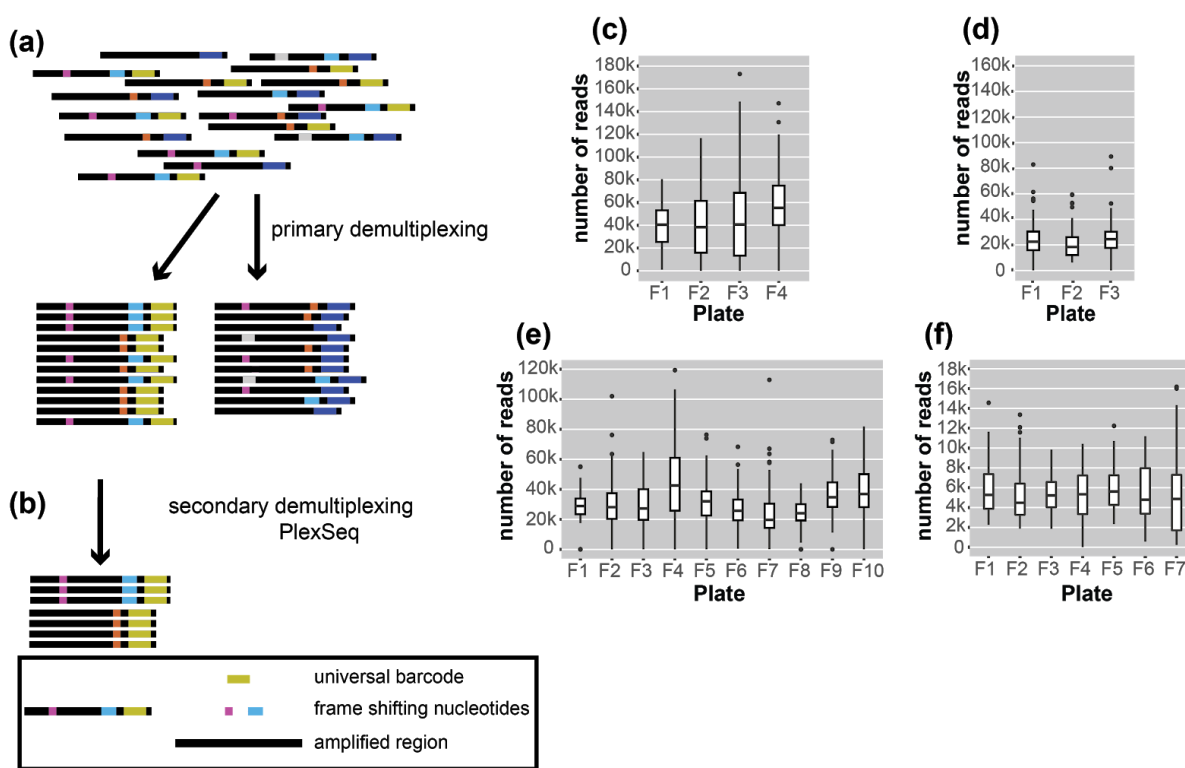 (a)
primary demultiplexing
(b)
secondary demultiplexing
PlexSeq
universal barcode
frame shifting nucleotides
amplified region
(c)
number of reads
180k
160k
140k
120k
100k
80k
60k
40k
20k
0
F1 F2 F3 F4
Plate
(d)
number of reads
160k
140k
120k
100k
80k
60k
40k
20k
0
F1 F2 F3
Plate
(e)
number of reads
120k
100k
80k
60k
40k
20k
0
F1 F2 F3 F4 F5 F6 F7 F8 F9 F10
Plate
(f)
number of reads
18k
16k
14k
12k
10k
8k
6k
4k
2k
0
F1 F2 F3 F4 F5 F6 F7
Plate